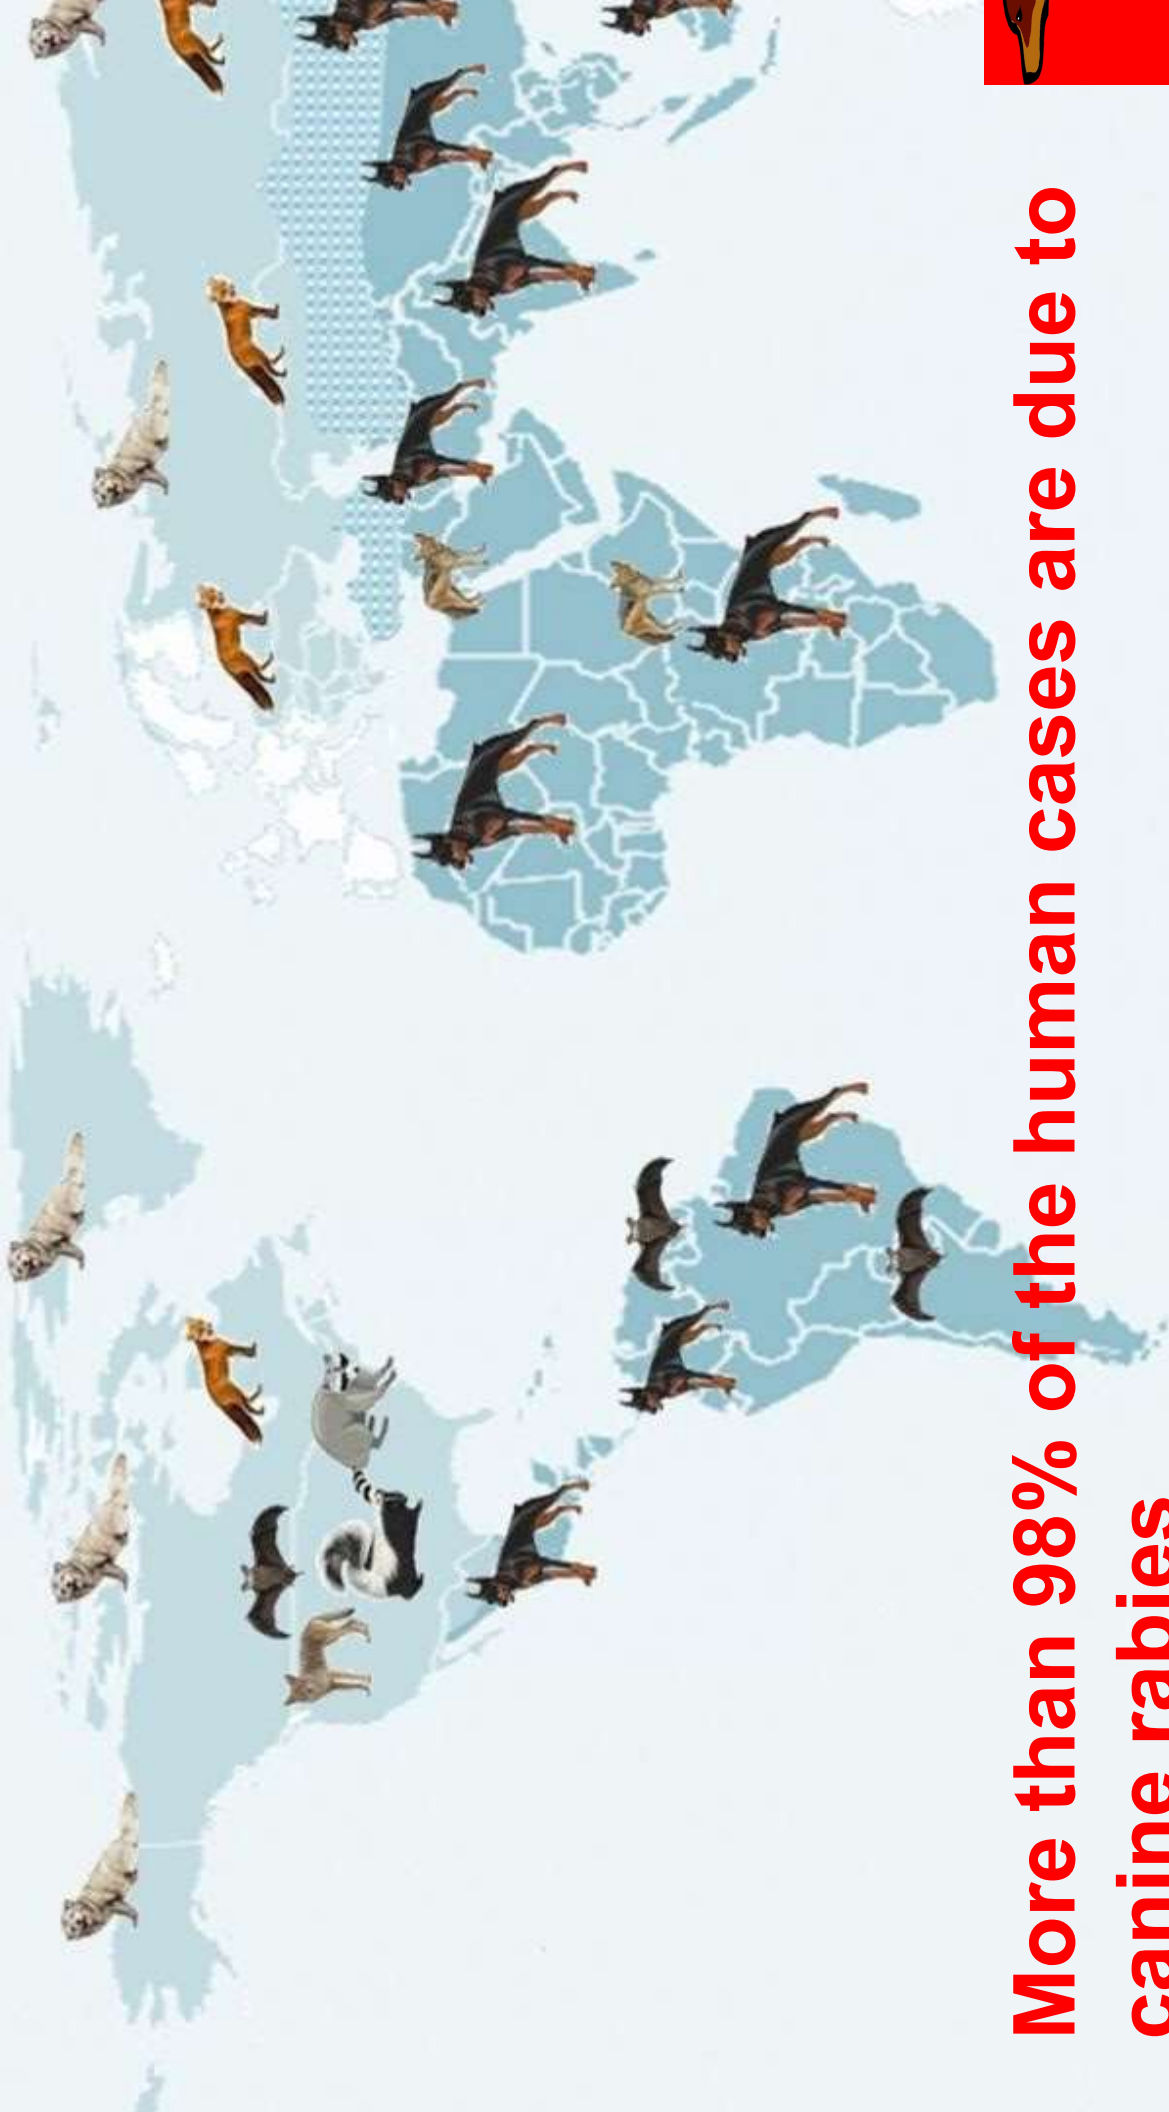 More than 98% of the human cases are due to
canine rabies